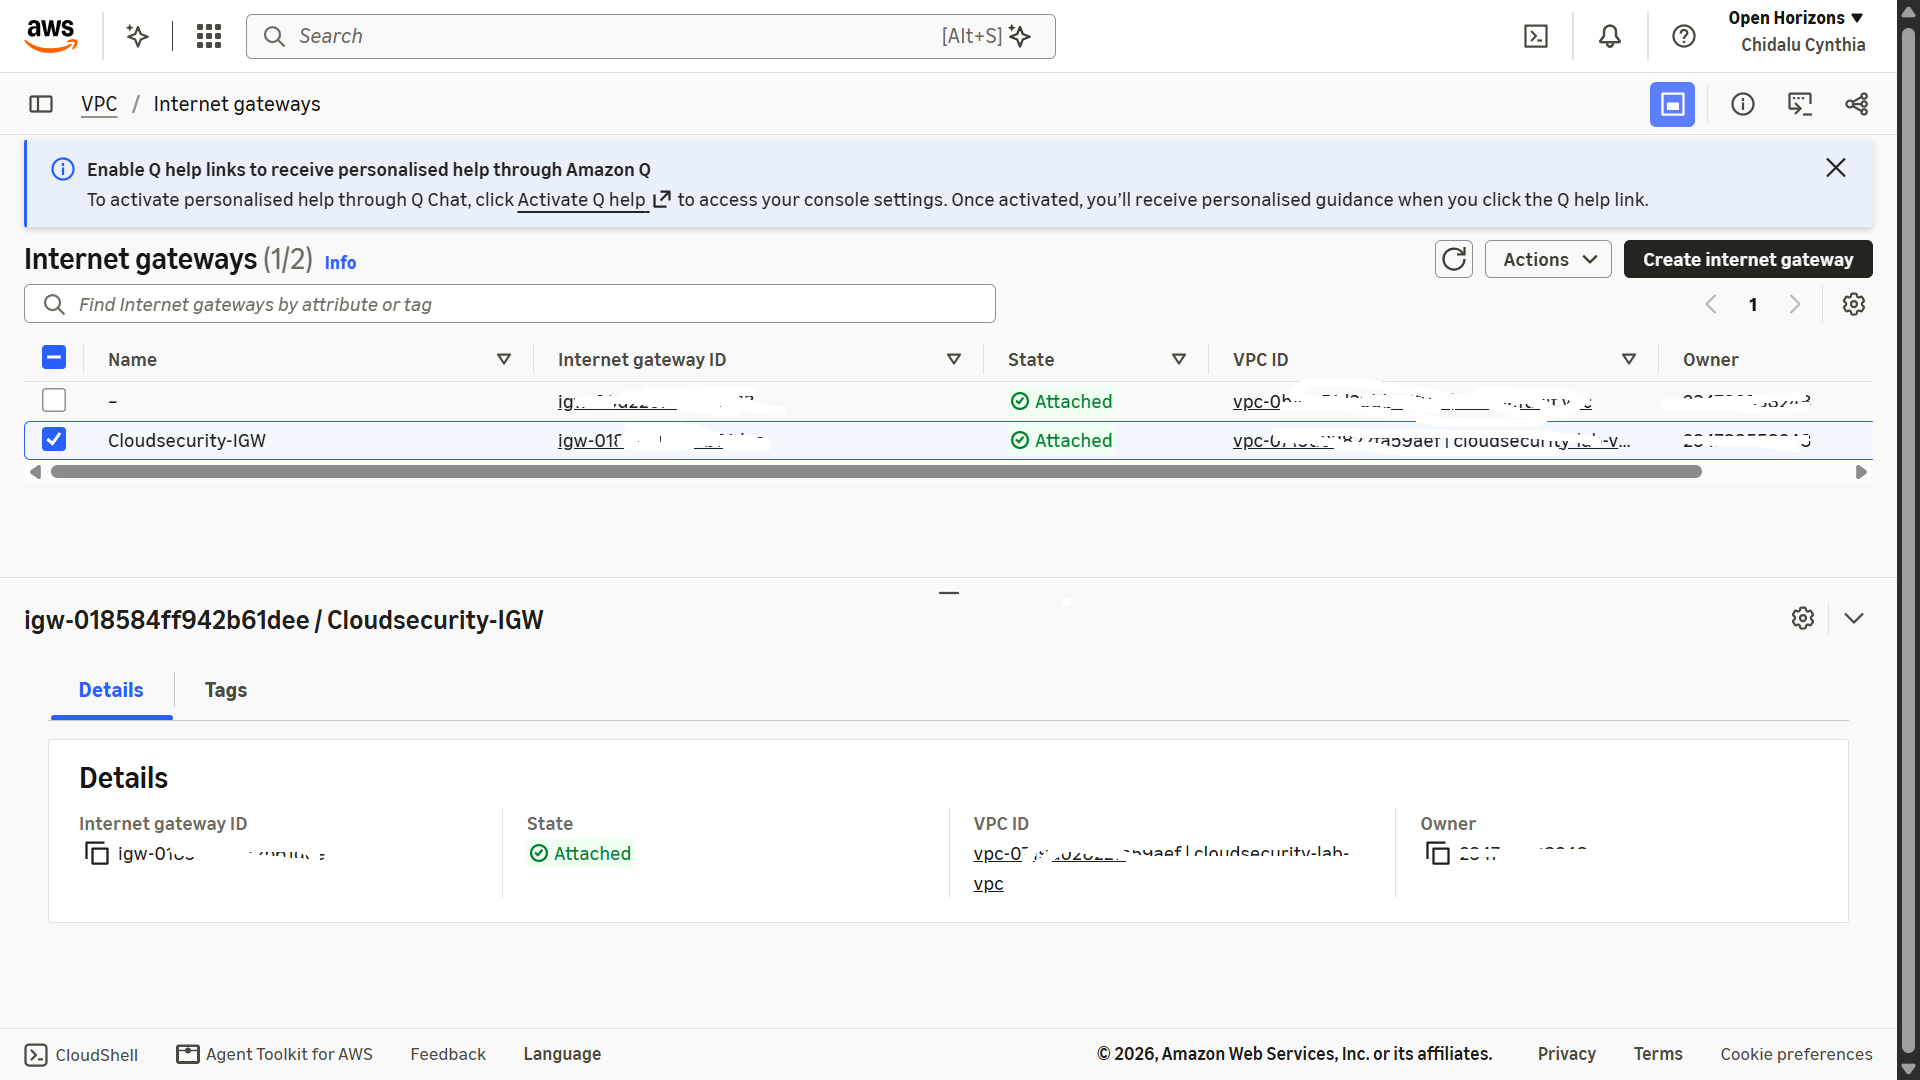 aws
Search [Alt+S]
Open Horizons
Chidalu Cynthia
VPC / Internet gateways
Enable Q help links to receive personalised help through Amazon Q
To activate personalised help through Q Chat, click Activate Q help to access your console settings. Once activated, you'll receive personalised guidance when you click the Q help link.
Internet gateways (1/2) Info
Actions
Create internet gateway
Find Internet gateways by attribute or tag
1
Name Internet gateway ID State VPC ID Owner
– Attached
Cloudsecurity-IGW Attached
igw-018584ff942b61dee / Cloudsecurity-IGW
Details Tags
Details
Internet gateway ID State VPC ID Owner
Attached cloudsecurity-lab-
vpc
CloudShell Agent Toolkit for AWS Feedback Language © 2026, Amazon Web Services, Inc. or its affiliates. Privacy Terms Cookie preferences